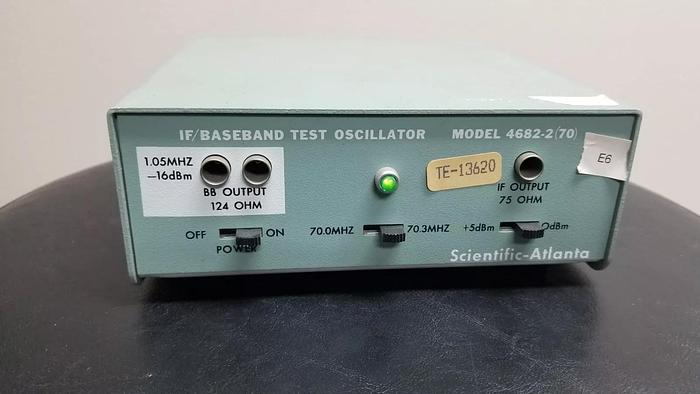 IF/BASEBAND TEST OSCILLATOR MODEL 4682-2(70)
1.05MHZ
—16dBm
BB OUTPUT
124 OHM
TE-13620
IF OUTPUT
75 OHM
E6
OFF ON
POWER
70.0MHZ 70.3MHZ
+5dBm 0dBm
Scientific-Atlanta